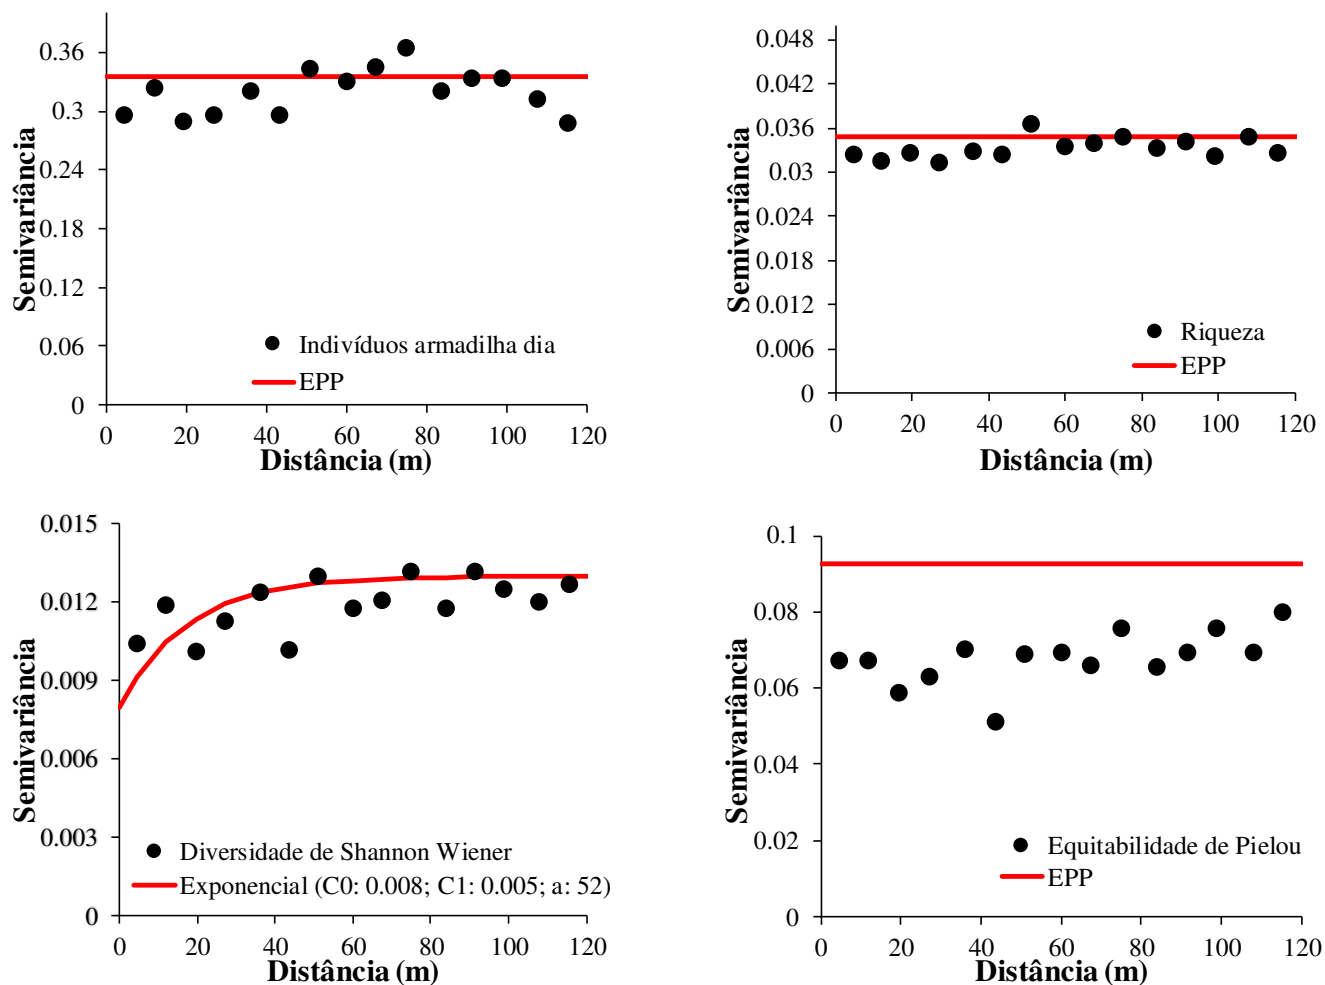 0.36
0.3
0.24
0.18
0.12
0.06
0
Semivariância
Indivíduos armadilha dia
EPP
0 20 40 60 80 100 120
Distância (m)
0.048
0.042
0.036
0.03
0.024
0.018
0.012
0.006
0
Semivariância
Riqueza
EPP
0 20 40 60 80 100 120
Distância (m)
0.015
0.012
0.009
0.006
0.003
0
Semivariância
Diversidade de Shannon Wiener
Exponencial (C0: 0.008; C1: 0.005; a: 52)
0 20 40 60 80 100 120
Distância (m)
0.1
0.08
0.06
0.04
0.02
0
Semivariância
Equitabilidade de Pielou
EPP
0 20 40 60 80 100 120
Distância (m)